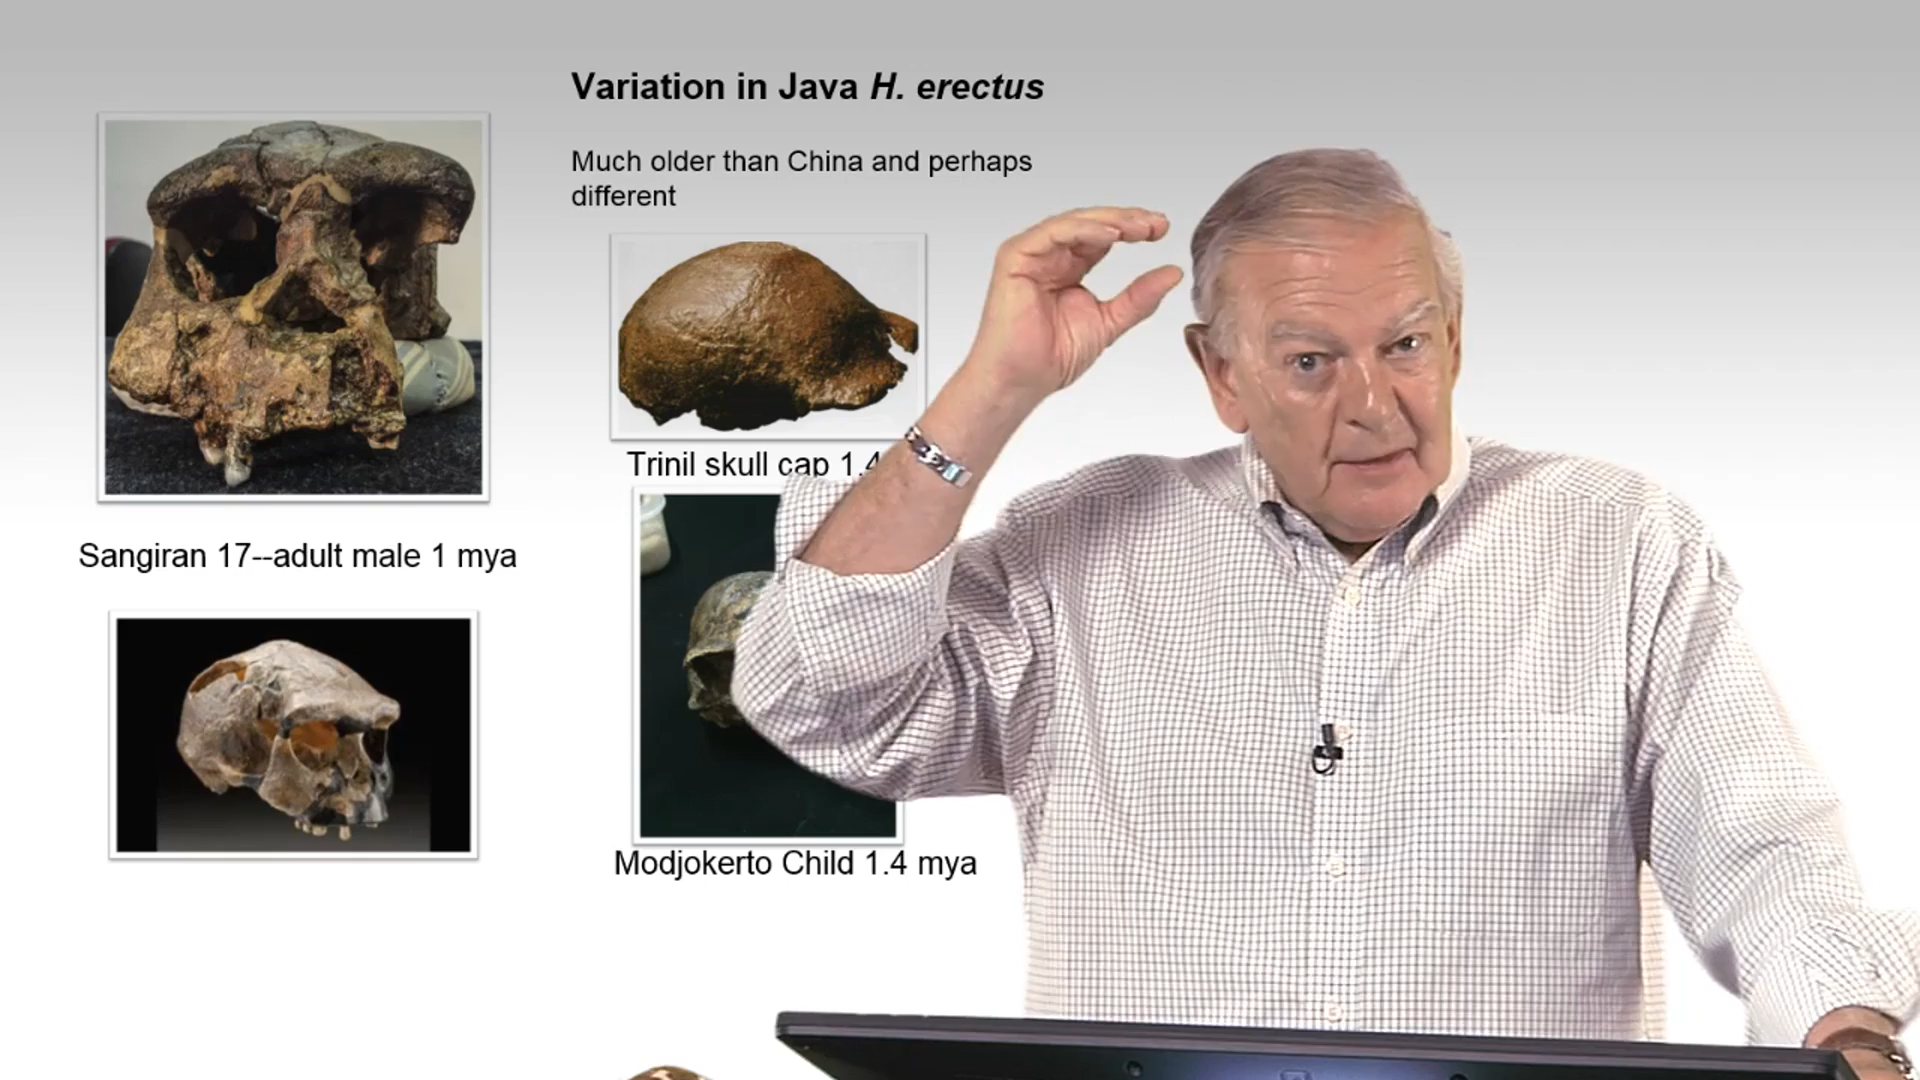 Variation in Java H. erectus
Much older than China and perhaps
different
Trinil skull cap 1.4
Sangiran 17--adult male 1 mya
Modjokerto Child 1.4 mya